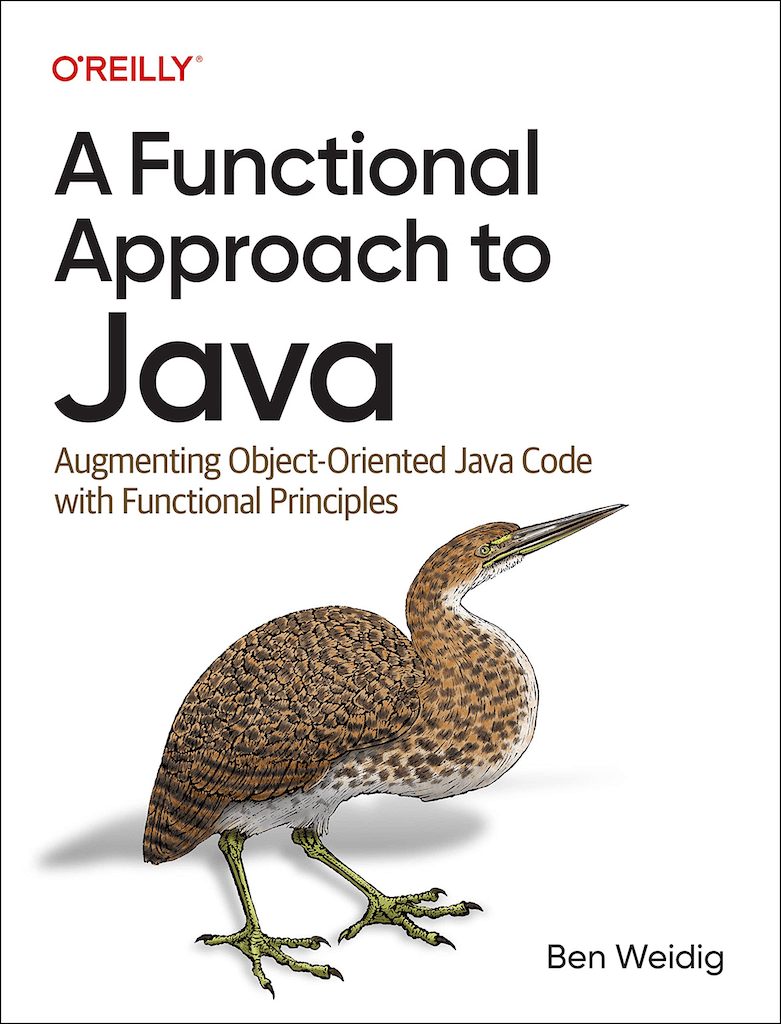 O'REILLY®
A Functional
Approach to
Java
Augmenting Object-Oriented Java Code
with Functional Principles
Ben Weidig